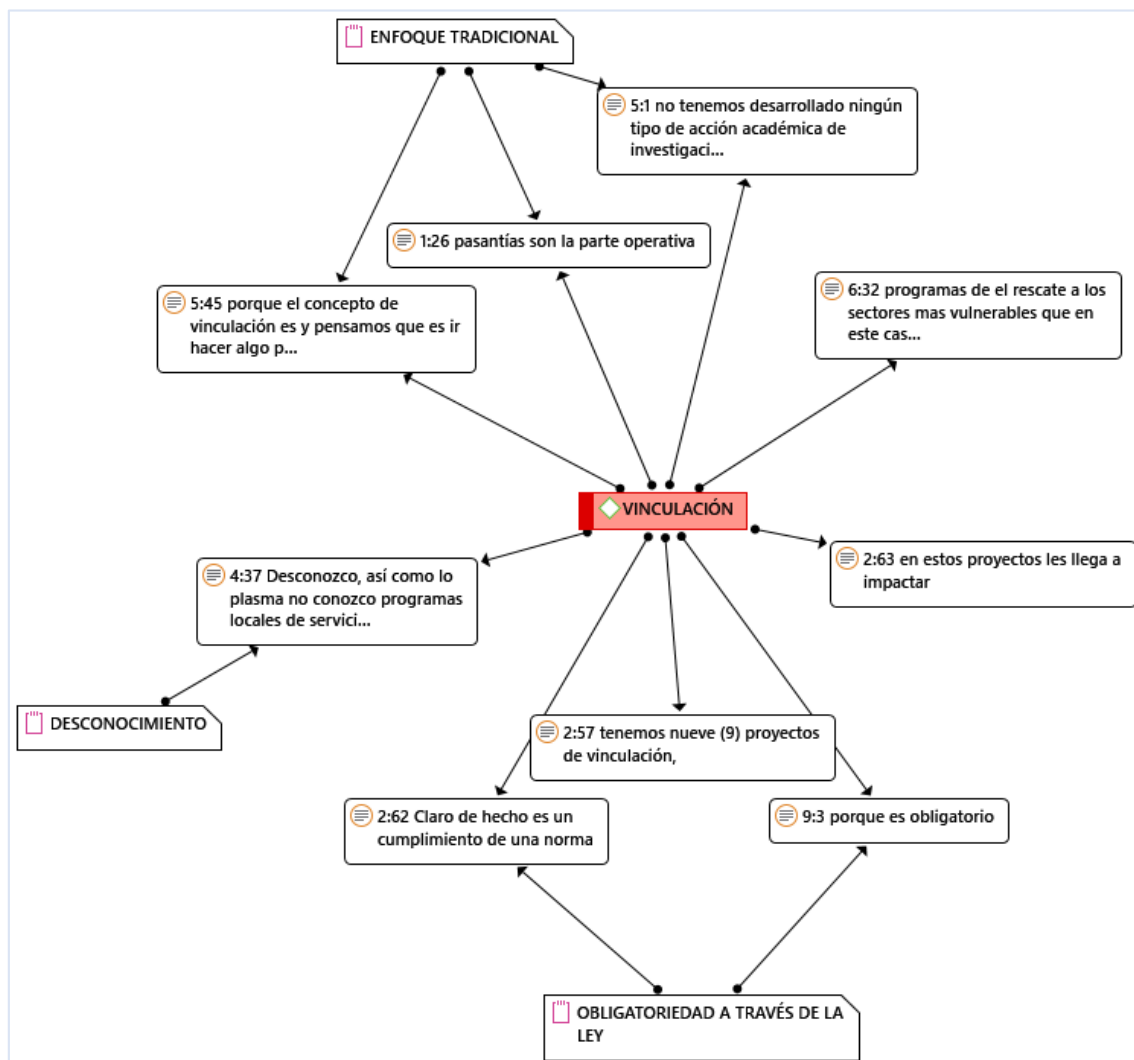 ENFOQUE TRADICIONAL
5:1 no tenemos desarrollado ningún
tipo de acción académica de
investigaci...
1:26 pasantías son la parte operativa
5:45 porque el concepto de
vinculación es y pensamos que es ir
hacer algo p...
6:32 programas de el rescate a los
sectores mas vulnerables que en
este cas...
VINCULACIÓN
4:37 Desconozco, así como lo
plasma no conozco programas
locales de servici...
2:63 en estos proyectos les llega a
impactar
DESCONOCIMIENTO
2:57 tenemos nueve (9) proyectos
de vinculación,
2:62 Claro de hecho es un
cumplimiento de una norma
9:3 porque es obligatorio
OBLIGATORIEDAD A TRAVÉS DE LA
LEY